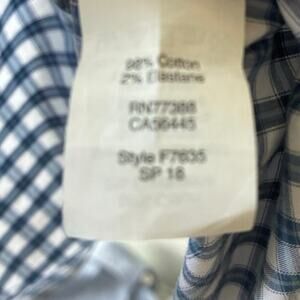 98% Cotton
2% Elastane
RN77388
CA56445
Style F7835
SP 18